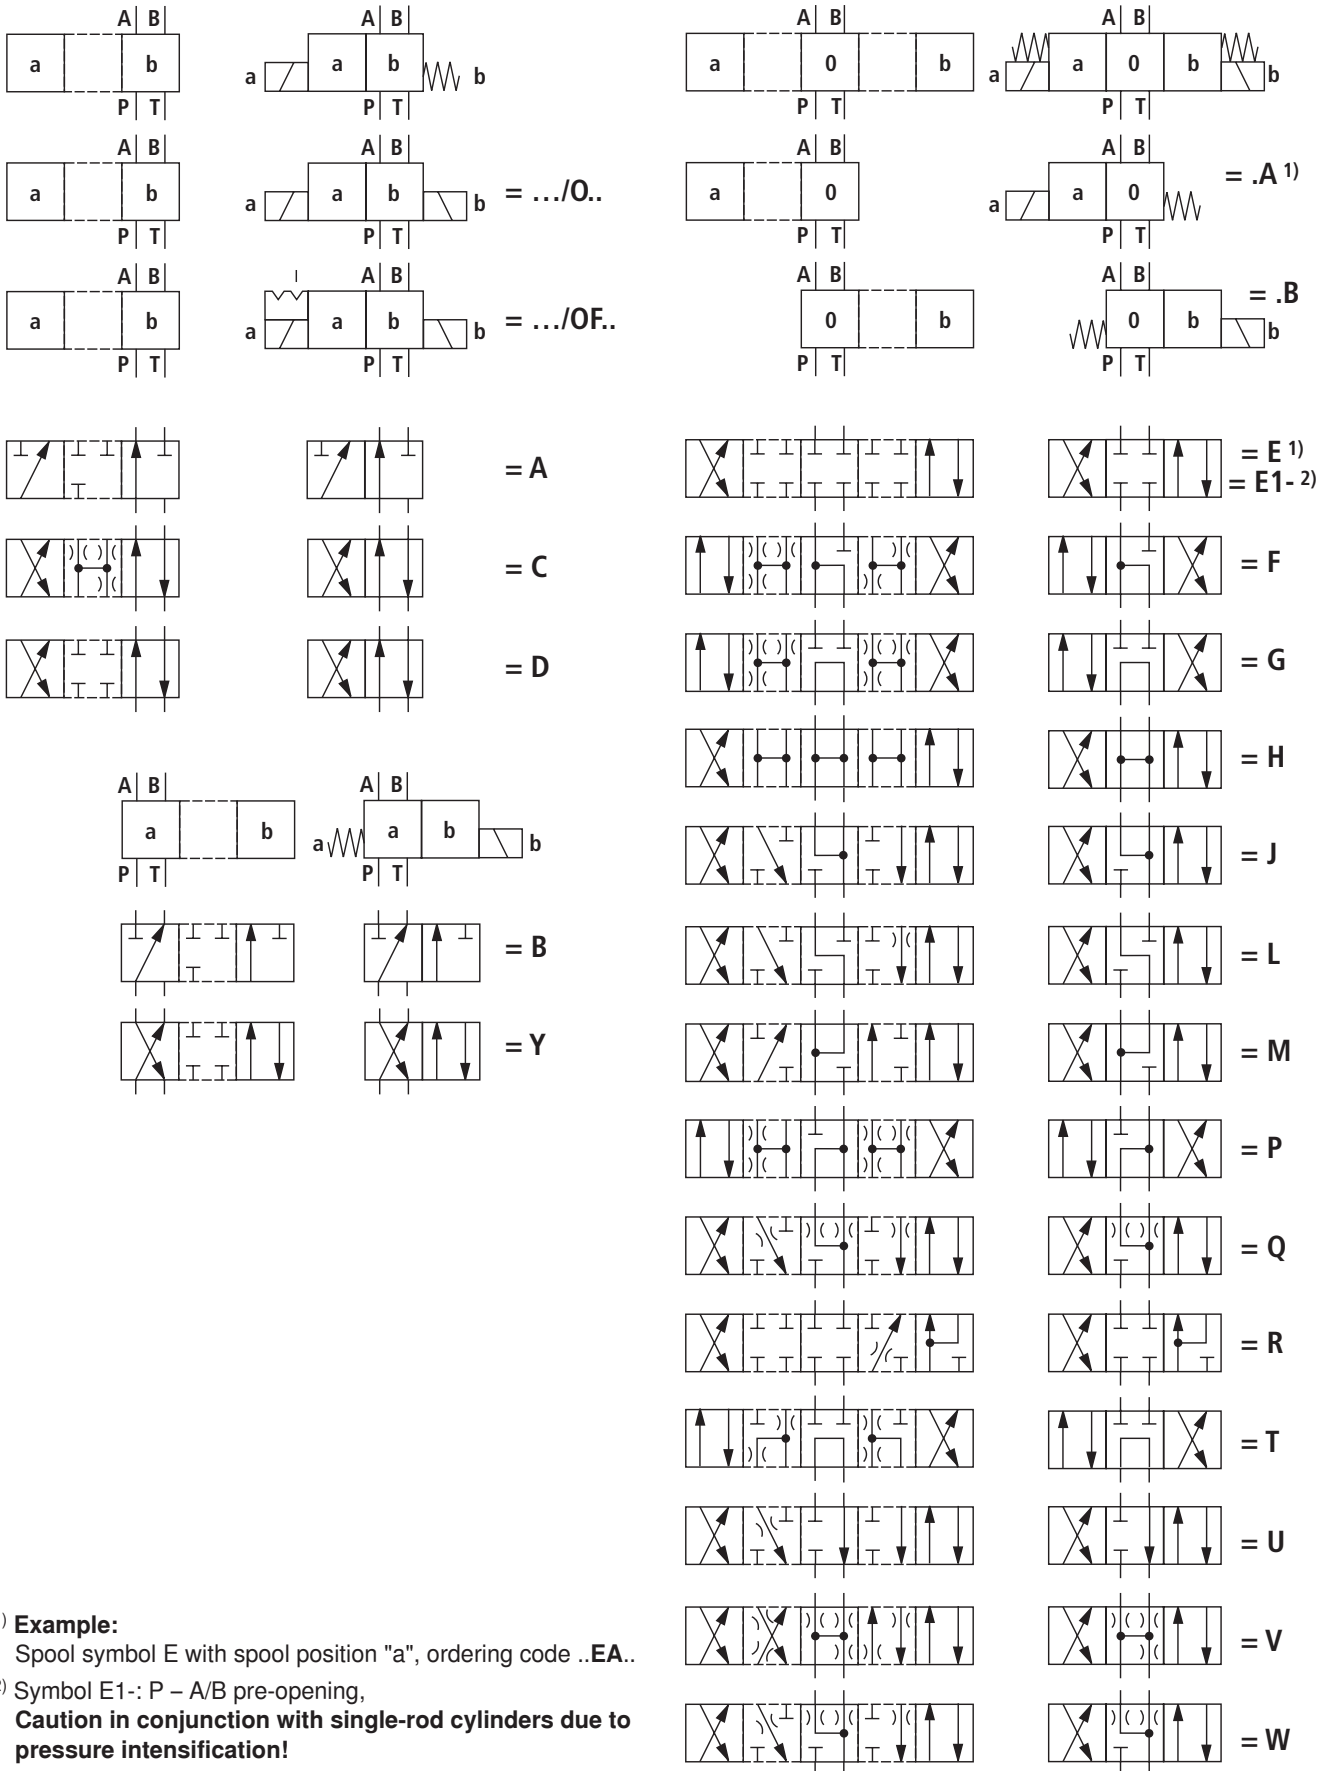 A B
a b
P T
A B
a a b b
P T
A B
a 0 b
P T
A B
a a 0 b b
P T
A B
a b
P T
A B
a a b b = .../O..
P T
A B
a 0
P T
A B
a a 0 = .A 1)
P T
A B
a b
P T
A B
a a b b = .../OF..
P T
A B
0 b
P T
A B
0 b b = .B
P T
= A
= C
= D
A B
a b
P T
A B
a a b b
P T
= B
= Y
= E 1)
= E1- 2)
= F
= G
= H
= J
= L
= M
= P
= Q
= R
= T
= U
= V
= W
) Example:
Spool symbol E with spool position "a", ordering code ..EA..
2) Symbol E1-: P – A/B pre-opening,
Caution in conjunction with single-rod cylinders due to
pressure intensification!